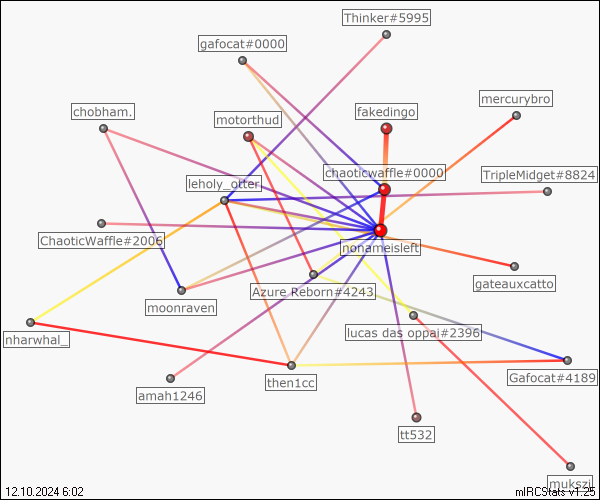 Thinker#5995
gafocat#0000
mercurybro
chobham.
motorthud
fakedingo
chaoticwaffle#0000
TripleMidget#8824
leholy_otter
ChaoticWaffle#2006
nonameisleft
gateauxcatto
Azure Reborn#4243
moonraven
lucas das oppai#2396
nharwhal_
Gafocat#4189
then1cc
amah1246
tt532
mukszi
12.10.2024 6:02
mIRCStats v1.25